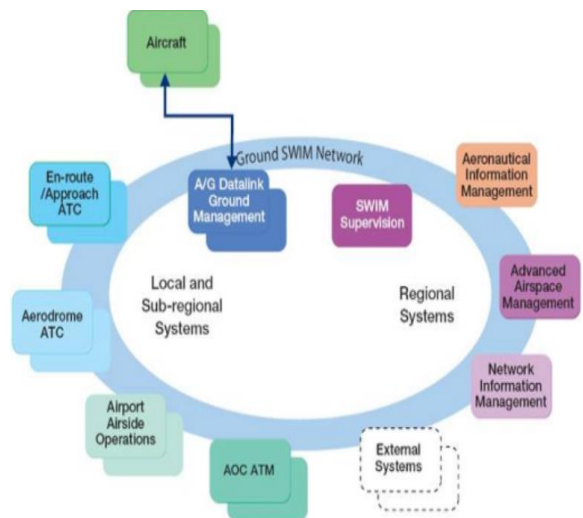 Aircraft
Ground SWIM Network
En-route
/Approach
ATC
A/G Datalink
Ground
Management
SWIM
Supervision
Aeronautical
Information
Management
Local and
Sub-regional
Systems
Regional
Systems
Advanced
Airspace
Management
Aerodrome
ATC
Network
Information
Management
Airport
Airside
Operations
AOC ATM
External
Systems